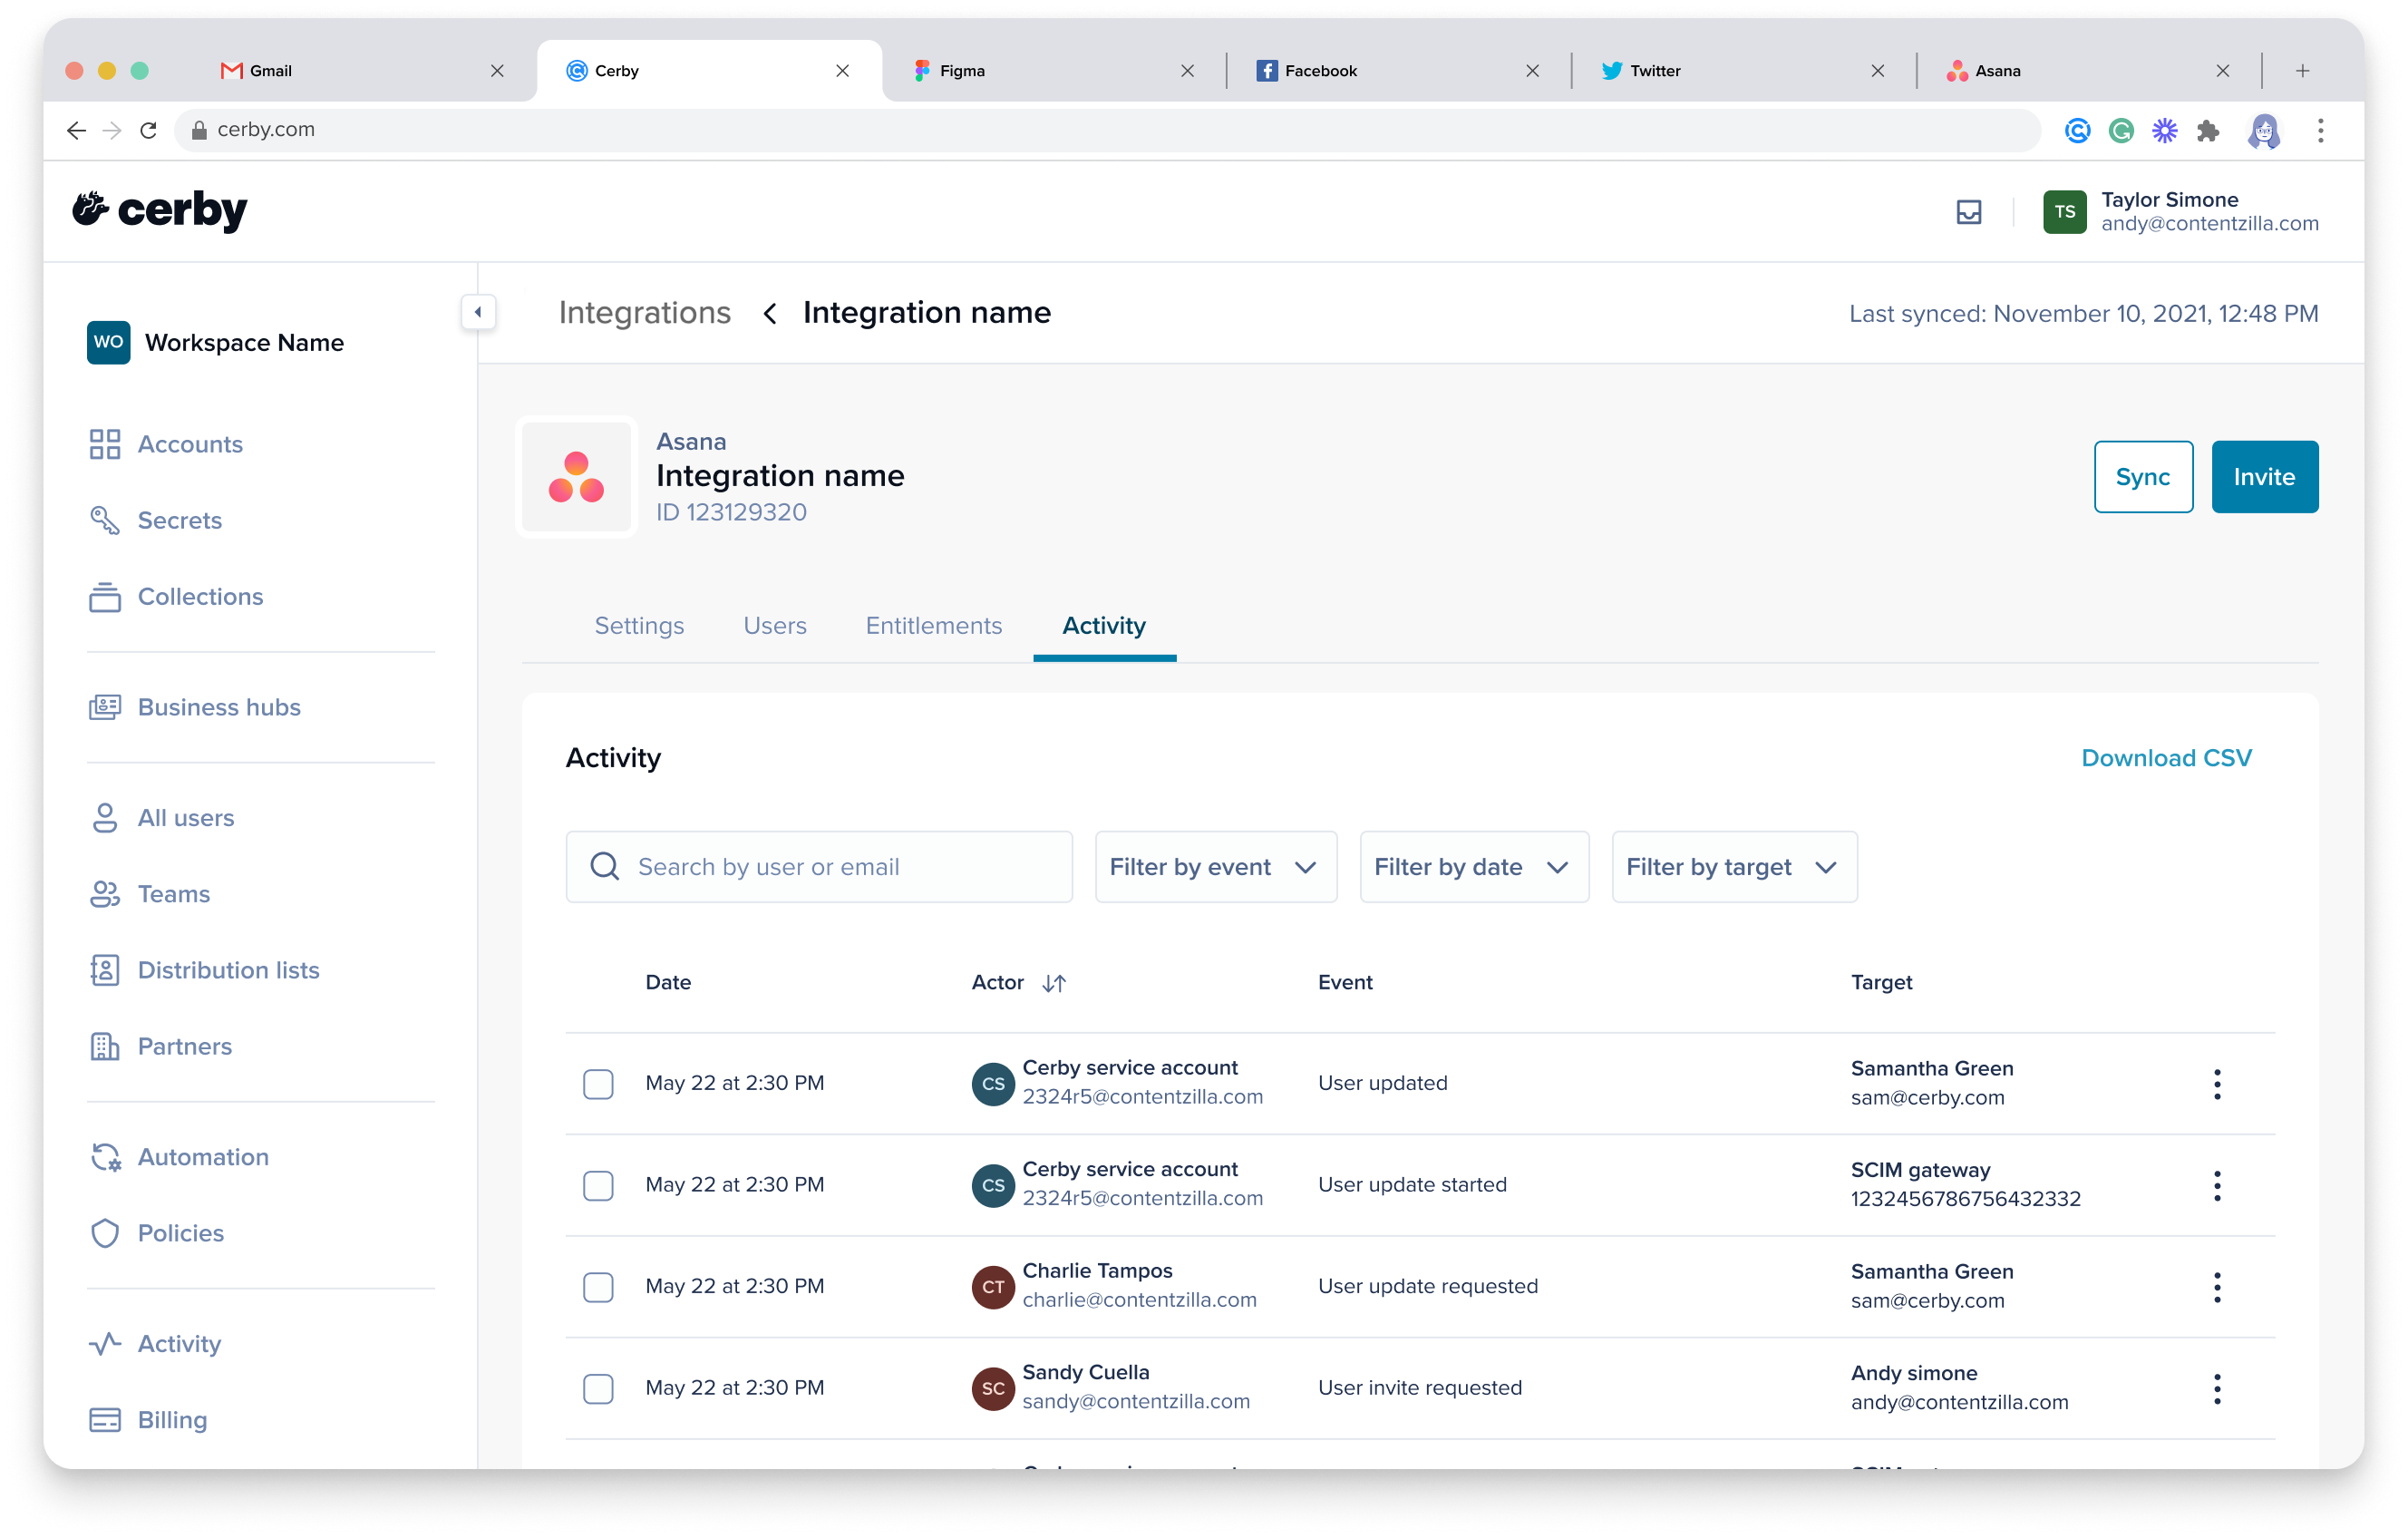 Gmail
Cerby
Figma
Facebook
Twitter
Asana
cerby.com
cerby
TS
Taylor Simone
andy@contentzilla.com
WO
Workspace Name
Accounts
Secrets
Collections
Business hubs
All users
Teams
Distribution lists
Partners
Automation
Policies
Activity
Billing
Integrations
Integration name
Last synced: November 10, 2021, 12:48 PM
Asana
Integration name
ID 123129320
Sync
Invite
Settings
Users
Entitlements
Activity
Activity
Download CSV
Search by user or email
Filter by event
Filter by date
Filter by target
Date
Actor
Event
Target
May 22 at 2:30 PM
CS
Cerby service account
2324r5@contentzilla.com
User updated
Samantha Green
sam@cerby.com
May 22 at 2:30 PM
CS
Cerby service account
2324r5@contentzilla.com
User update started
SCIM gateway
1232456786756432332
May 22 at 2:30 PM
CT
Charlie Tampos
charlie@contentzilla.com
User update requested
Samantha Green
sam@cerby.com
May 22 at 2:30 PM
SC
Sandy Cuella
sandy@contentzilla.com
User invite requested
Andy simone
andy@contentzilla.com